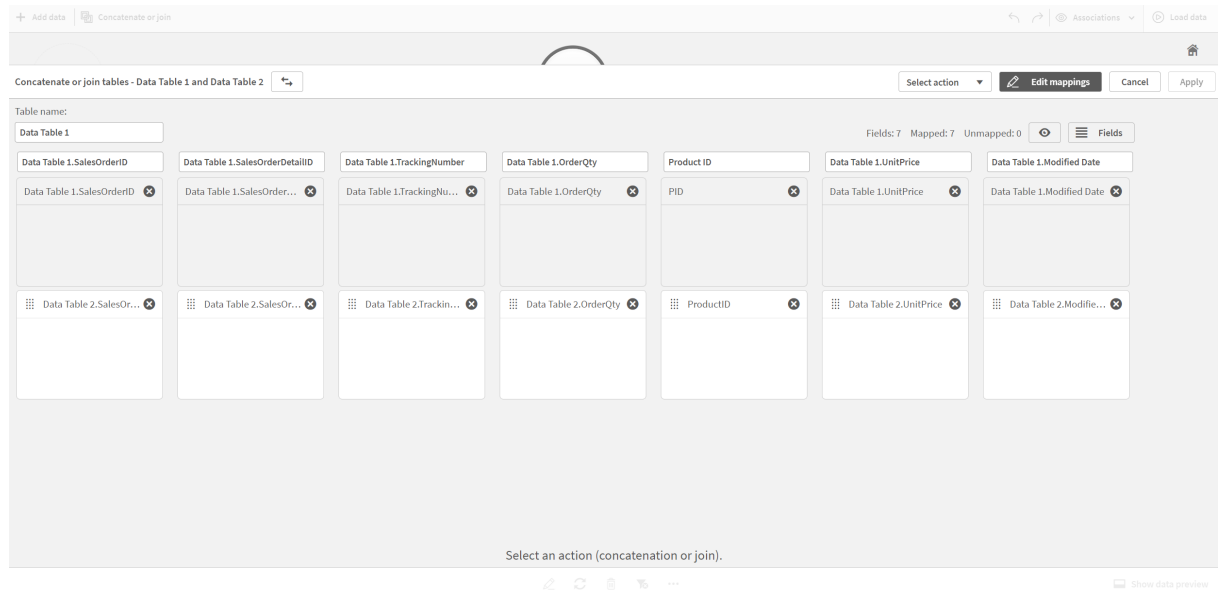 Add data Concatenate or join Associations Load data
Concatenate or join tables - Data Table 1 and Data Table 2 Select action Edit mappings Cancel Apply
Table name:
Data Table 1 Fields: 7 Mapped: 7 Unmapped: 0 Fields
Data Table 1.SalesOrderID Data Table 1.SalesOrderDetailID Data Table 1.TrackingNumber Data Table 1.OrderQty Product ID Data Table 1.UnitPrice Data Table 1.Modified Date
Data Table 1.SalesOrderID Data Table 1.SalesOrder... Data Table 1.TrackingNu... Data Table 1.OrderQty PID Data Table 1.UnitPrice Data Table 1.Modified Date
Data Table 2.SalesOr... Data Table 2.SalesOr... Data Table 2.Trackin... Data Table 2.OrderQty ProductID Data Table 2.UnitPrice Data Table 2.Modifie...
Select an action (concatenation or join).
Show data preview